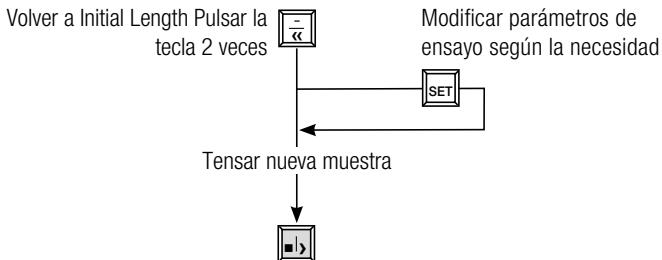 Volver a Initial Length Pulsar la
tecla 2 veces
Modificar parámetros de
ensayo según la necesidad
SET
Tensar nueva muestra